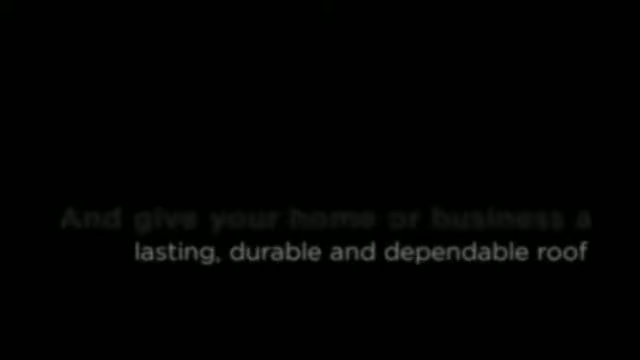 And give your home or business a
lasting, durable and dependable roof